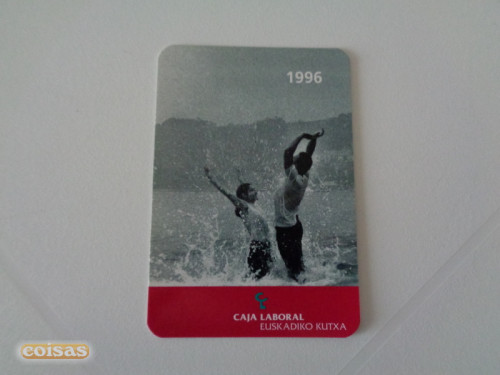 1996
CAJA LABORAL
EUSKADIKO KUTXA
coisas